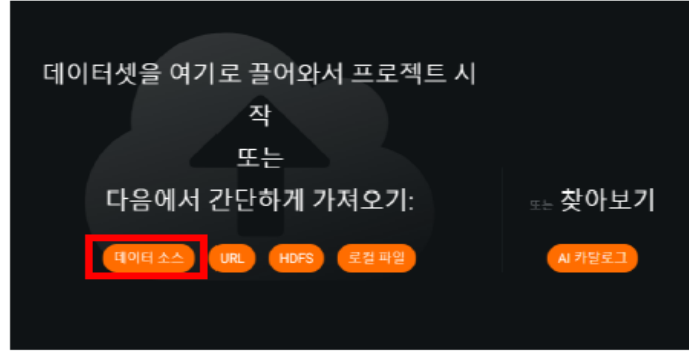 데이터셋을 여기로 끌어와서 프로젝트 시
작
또는
다음에서 간단하게 가져오기:
데이터 소스 URL HDFS 로컬 파일
또는 찾아보기
AI 카탈로그